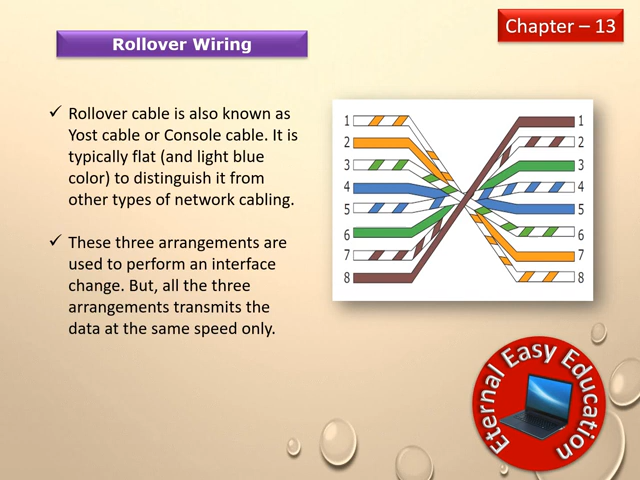 Chapter – 13
Rollover Wiring
✓ Rollover cable is also known as
Yost cable or Console cable. It is
typically flat (and light blue
color) to distinguish it from
other types of network cabling.
✓ These three arrangements are
used to perform an interface
change. But, all the three
arrangements transmits the
data at the same speed only.
1 1
2 2
3 3
4 4
5 5
6 6
7 7
8 8
Eternal Easy Education